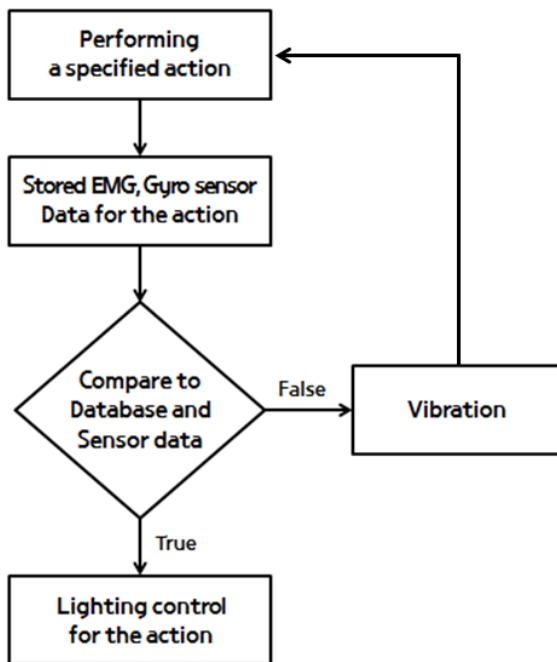 Performing
a specified action
Stored EMG, Gyro sensor
Data for the action
Compare to
Database and
Sensor data
False
Vibration
True
Lighting control
for the action